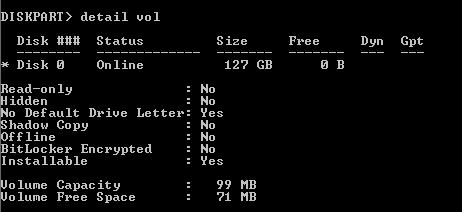 DISKPART> detail vol
  Disk ###  Status         Size     Free     Dyn  Gpt
  --------  -------------  -------  -------  ---  ---
* Disk 0    Online          127 GB      0 B
Read-only              : No
Hidden                 : No
No Default Drive Letter: Yes
Shadow Copy            : No
Offline                : No
BitLocker Encrypted    : No
Installable            : Yes
Volume Capacity        :   99 MB
Volume Free Space      :   71 MB